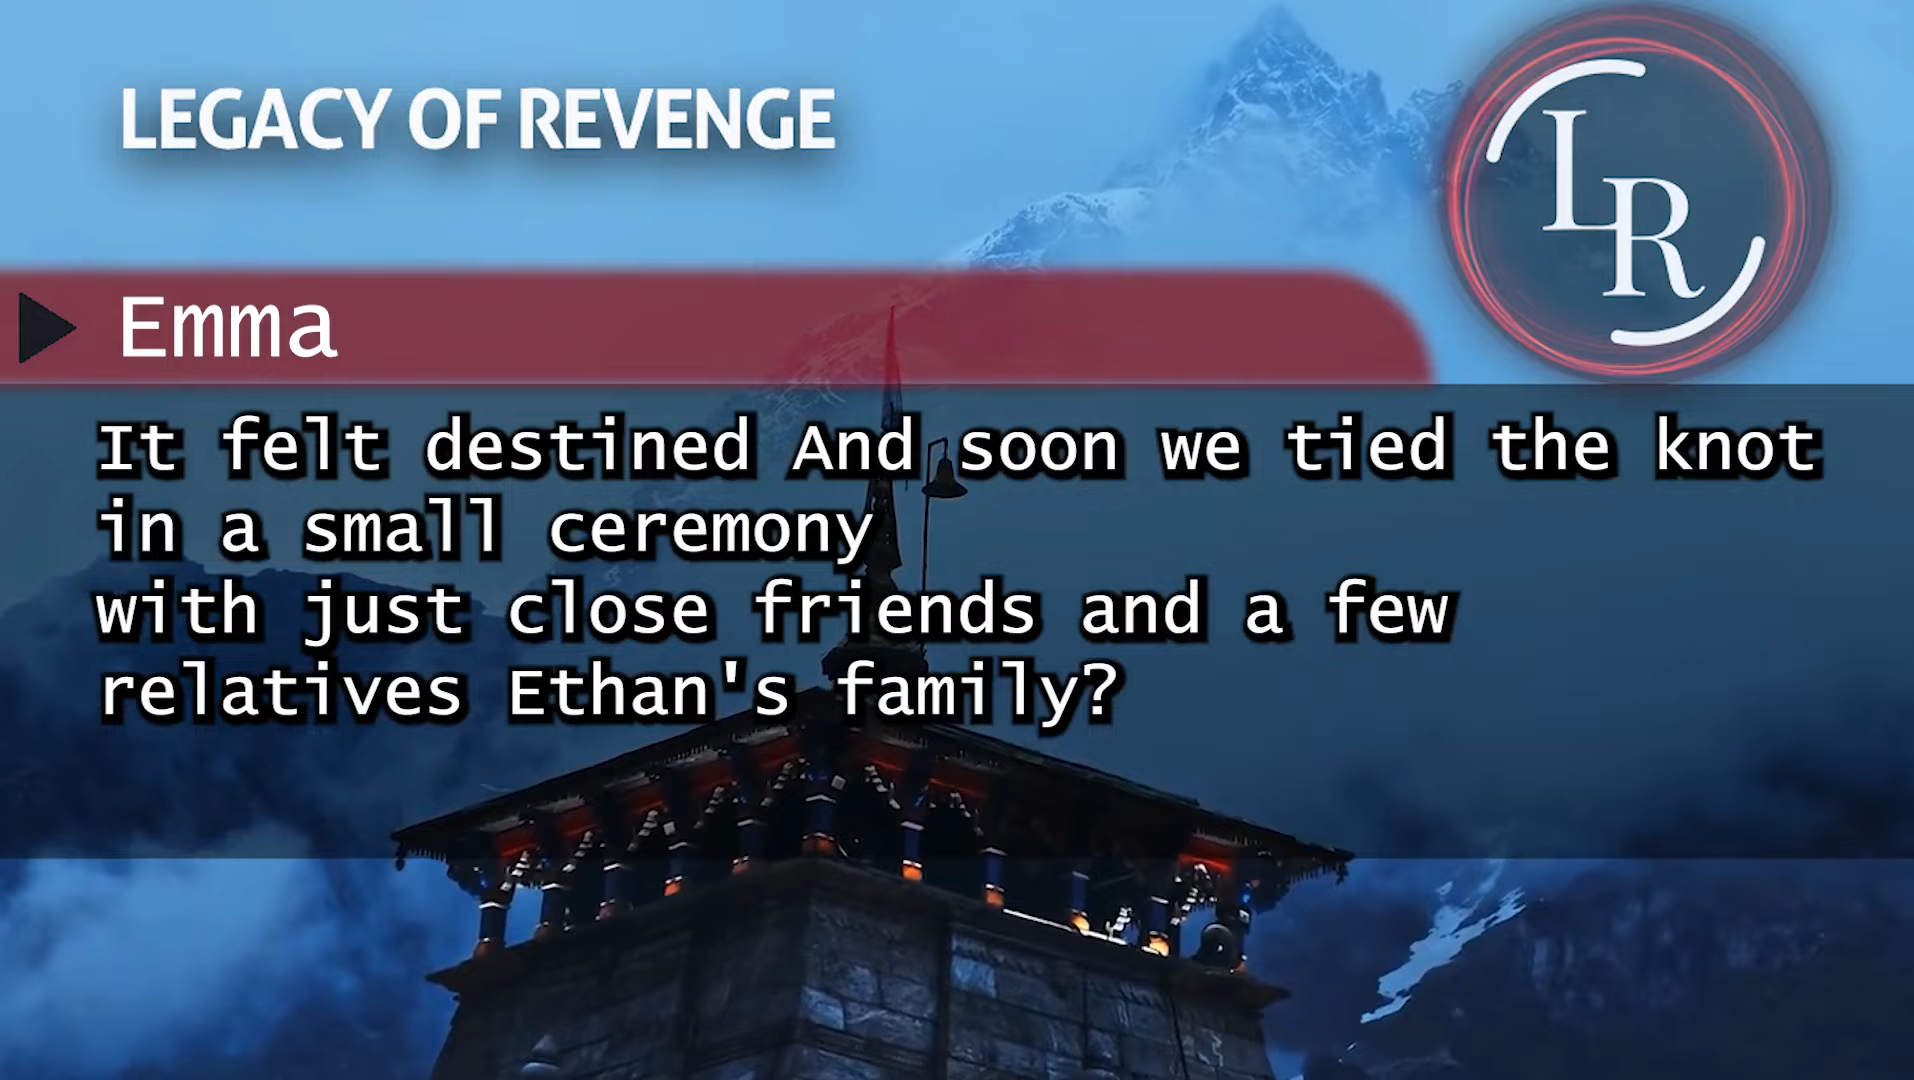 LEGACY OF REVENGE
LR
Emma
It felt destined And soon we tied the knot
in a small ceremony
with just close friends and a few
relatives Ethan's family?